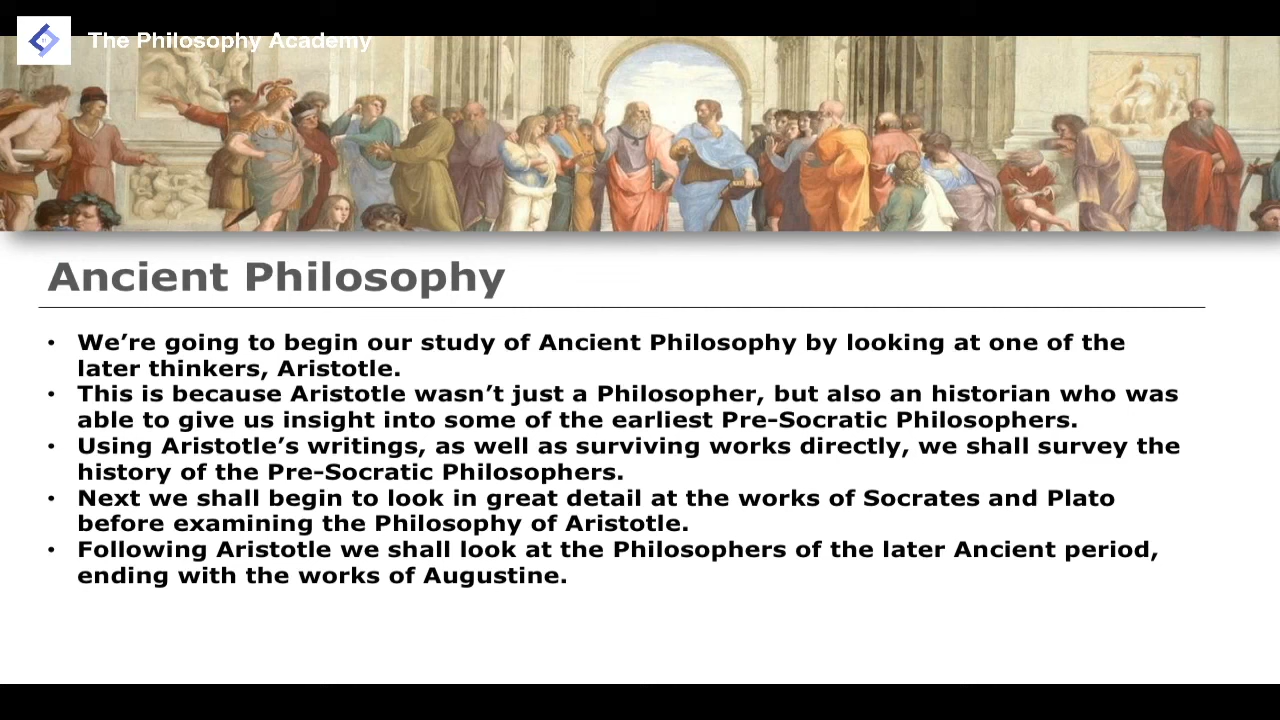 The Philosophy Academy
Ancient Philosophy
• We’re going to begin our study of Ancient Philosophy by looking at one of the
later thinkers, Aristotle.
• This is because Aristotle wasn’t just a Philosopher, but also an historian who was
able to give us insight into some of the earliest Pre-Socratic Philosophers.
• Using Aristotle’s writings, as well as surviving works directly, we shall survey the
history of the Pre-Socratic Philosophers.
• Next we shall begin to look in great detail at the works of Socrates and Plato
before examining the Philosophy of Aristotle.
• Following Aristotle we shall look at the Philosophers of the later Ancient period,
ending with the works of Augustine.